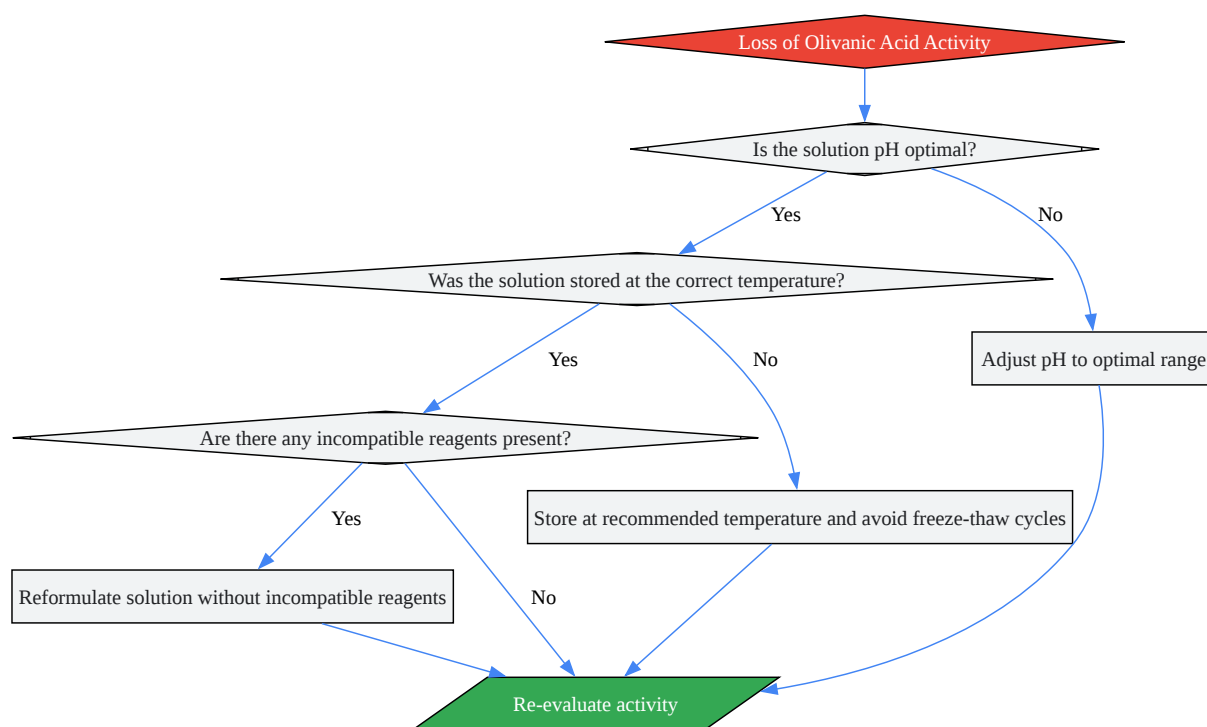 Loss of Olivanic Acid Activity
Is the solution pH optimal?
Yes
No
Was the solution stored at the correct temperature?
Yes
No
Adjust pH to optimal range
Are there any incompatible reagents present?
Yes
Store at recommended temperature and avoid freeze-thaw cycles
Reformulate solution without incompatible reagents
No
Re-evaluate activity